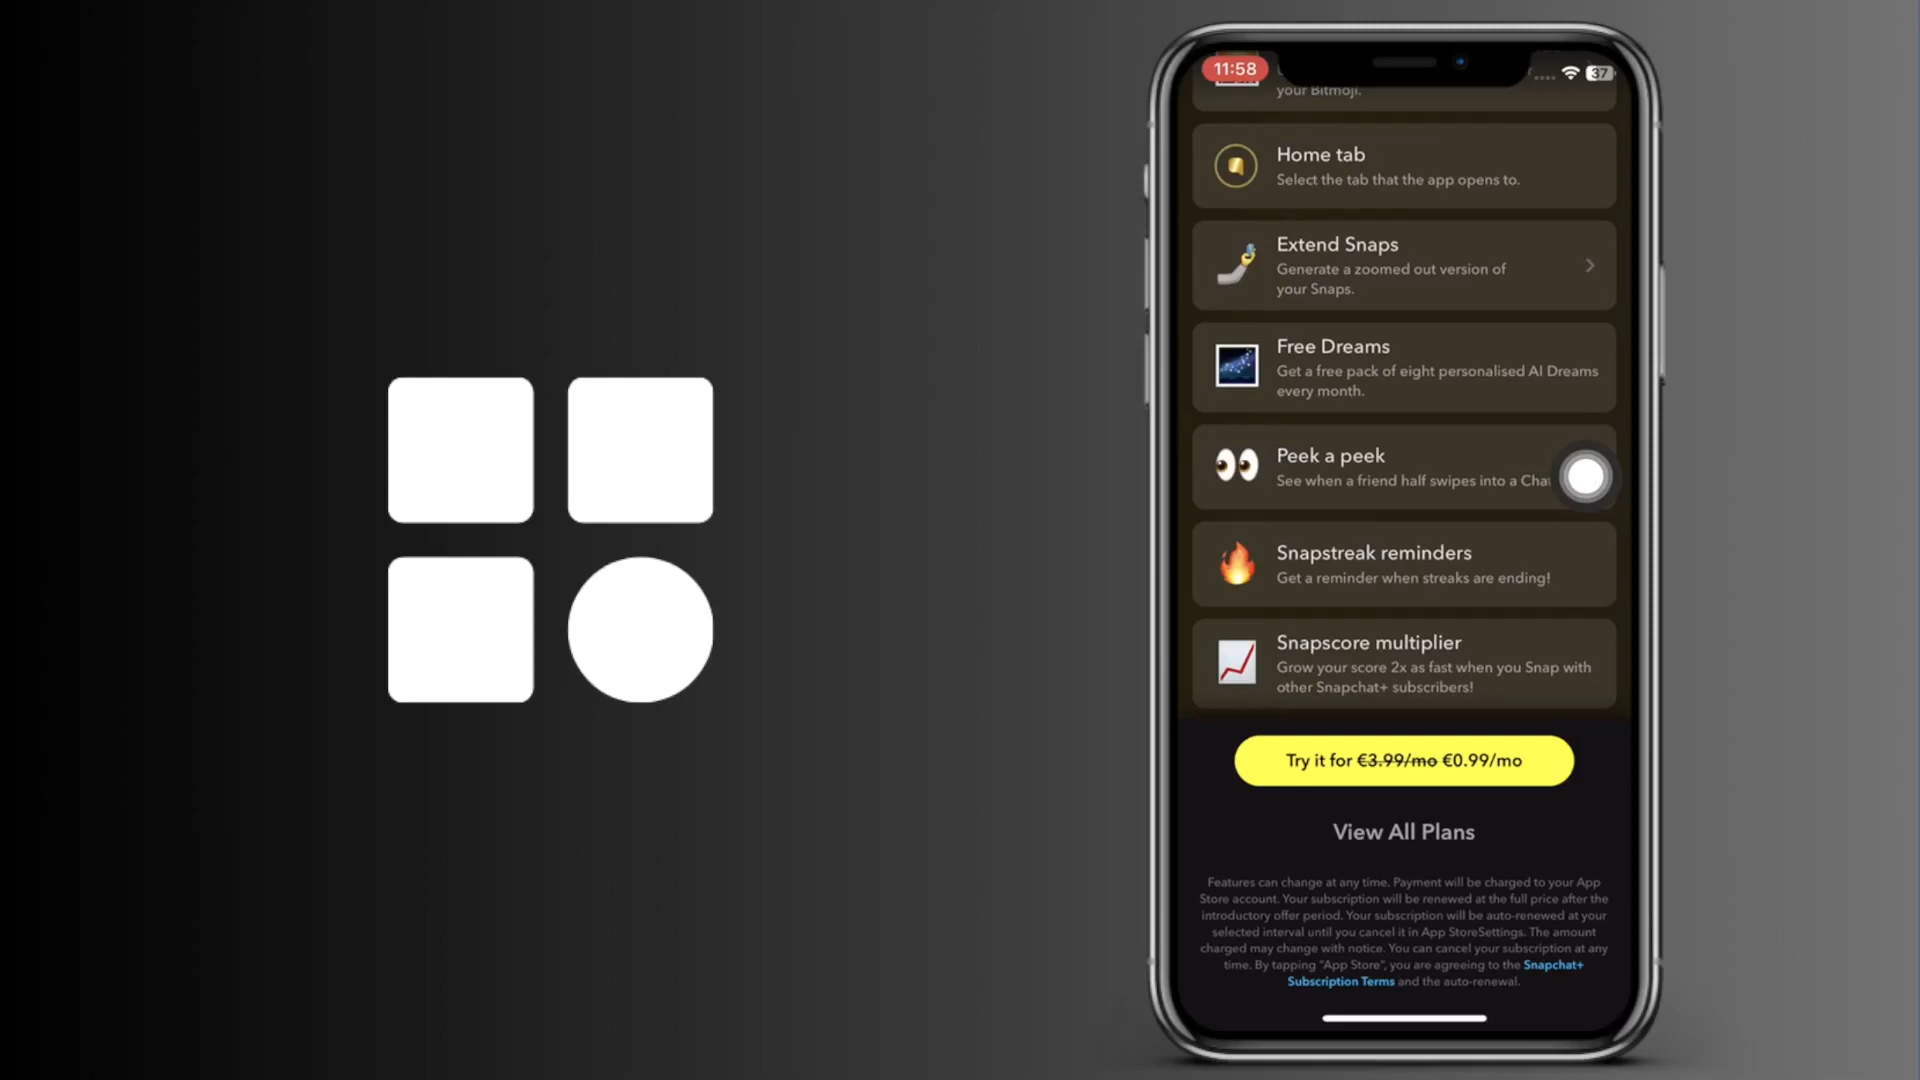 11:58
37
your Bitmoji.
Home tab
Select the tab that the app opens to.
Extend Snaps
Generate a zoomed out version of
your Snaps.
Free Dreams
Get a free pack of eight personalised AI Dreams
every month.
Peek a peek
See when a friend half swipes into a
Snapstreak reminders
Get a reminder when streaks are ending!
Snapscore multiplier
Grow your score 2x as fast when you Snap with
other Snapchat+ subscribers!
Try it for €3.99/mo €0.99/mo
View All Plans
Features can change at any time. Payment will be charged to your App
Store account. Your subscription will be renewed at the full price after the
introductory offer period. Your subscription will be auto-renewed at your
selected interval until you cancel it in App StoreSettings. The amount
charged may change with notice. You can cancel your subscription at any
time. By tapping "App Store", you are agreeing to the Snapchat+
Subscription Terms and the auto-renewal.